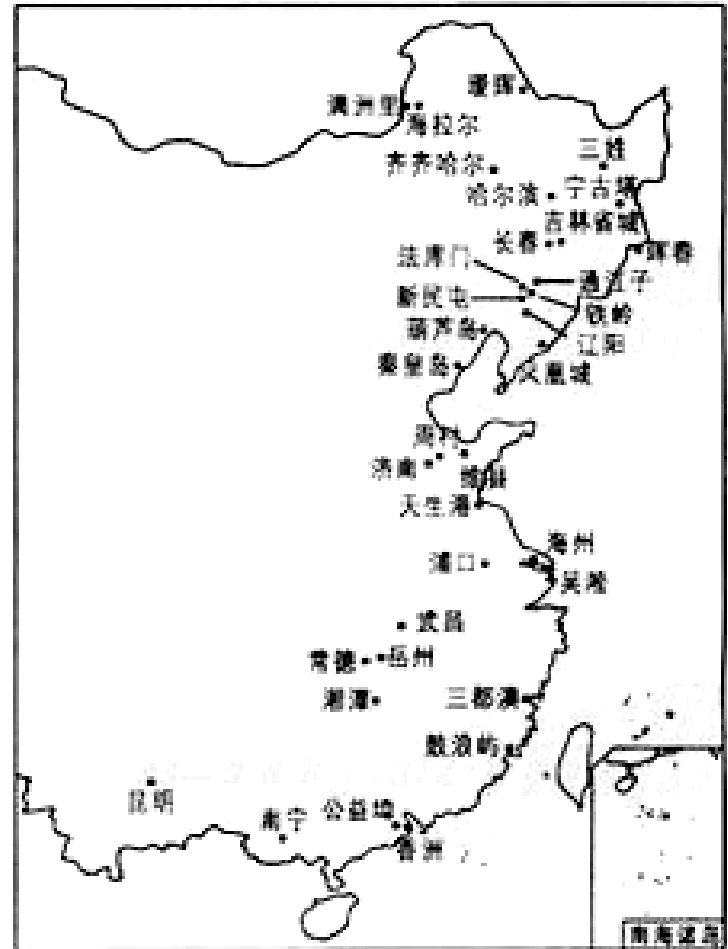 瑷珲
满洲里
海拉尔
三姓
齐齐哈尔
宁古塔
哈尔滨
吉林省城
长春
珲春
法库门
通江子
新民屯
铁岭
葫芦岛
辽阳
秦皇岛
凤凰城
周村
济南
潍县
天生港
海州
浦口
吴淞
武昌
常德
岳州
湘潭
三都澳
鼓浪屿
昆明
南宁
公益埠
香洲
南海诸岛